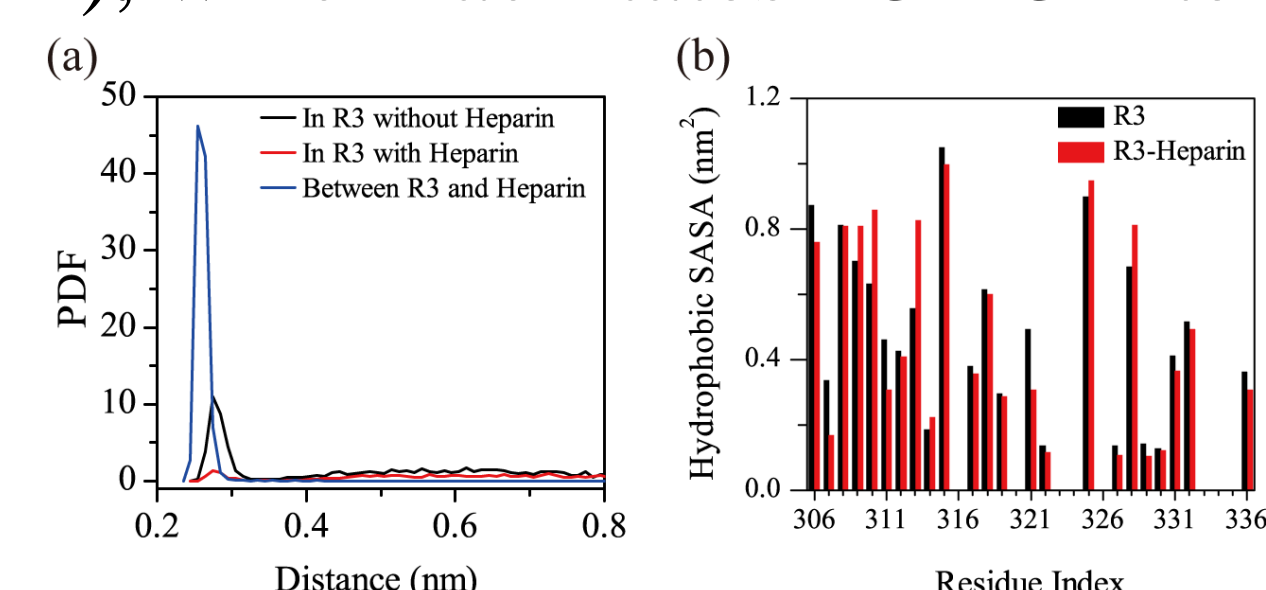 (a)
50
40
30
20
10
0
PDF
In R3 without Heparin
In R3 with Heparin
Between R3 and Heparin
0.2 0.4 0.6 0.8
Distance (nm)
(b)
1.2
0.8
0.4
0.0
Hydrophobic SASA (nm²)
R3
R3-Heparin
306 311 316 321 326 331 336
Residue Index